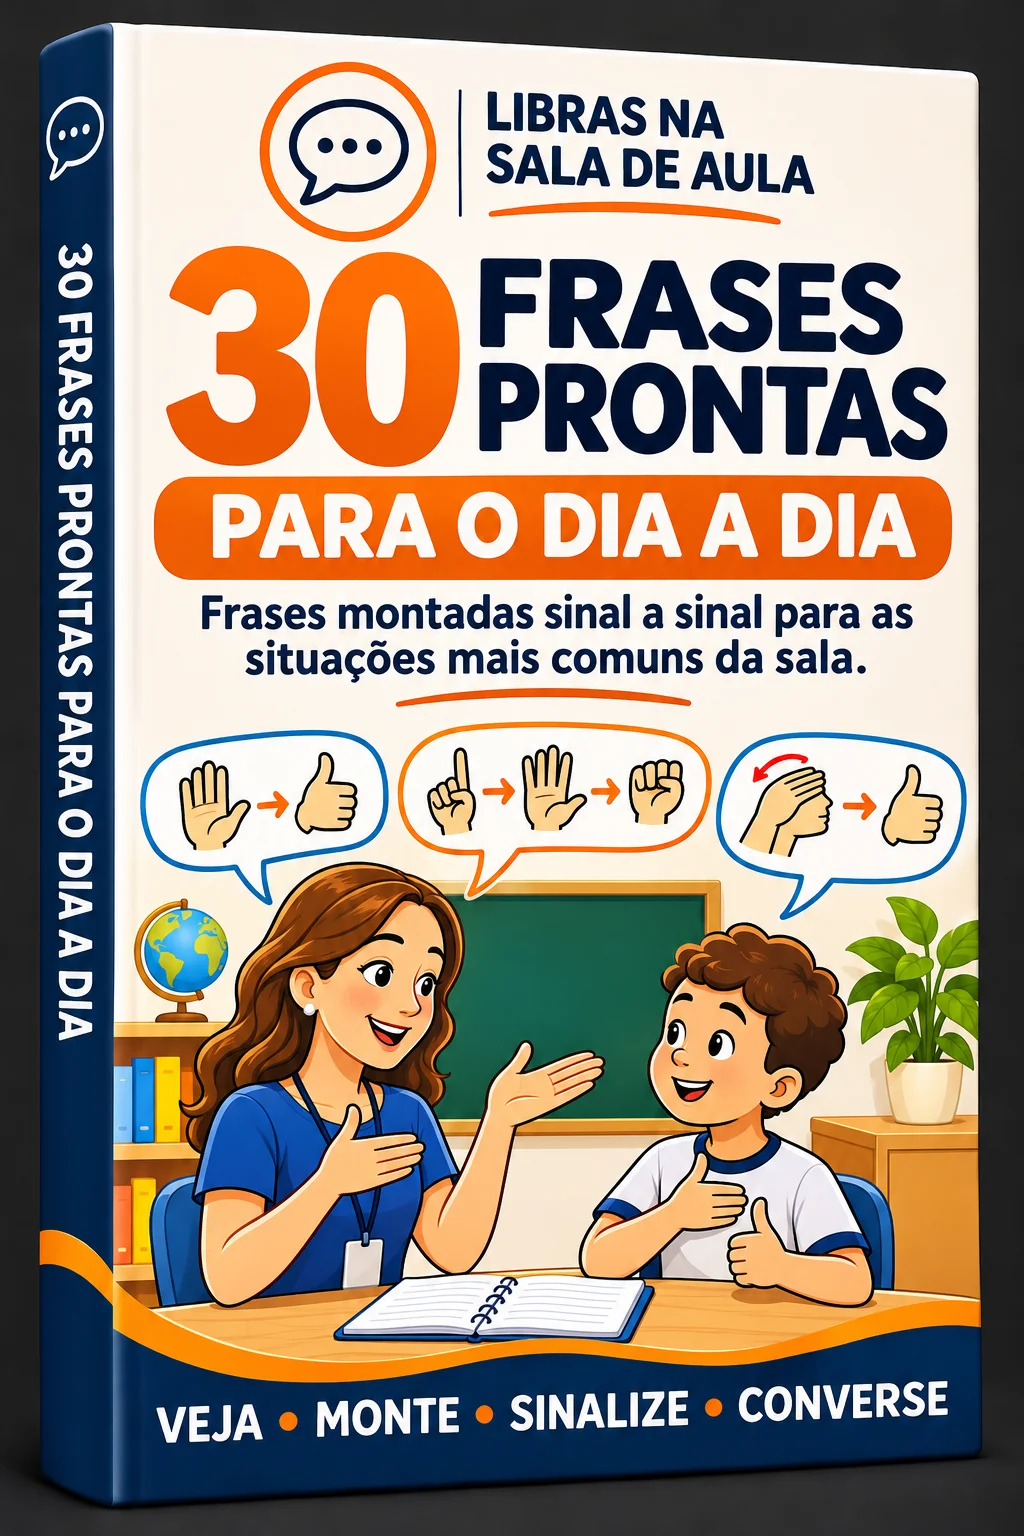 LIBRAS NA
SALA DE AULA
30 FRASES
PRONTAS
PARA O DIA A DIA
Frases montadas sinal a sinal para as
situações mais comuns da sala.
VEJA • MONTE • SINALIZE • CONVERSE
30 FRASES PRONTAS PARA O DIA A DIA